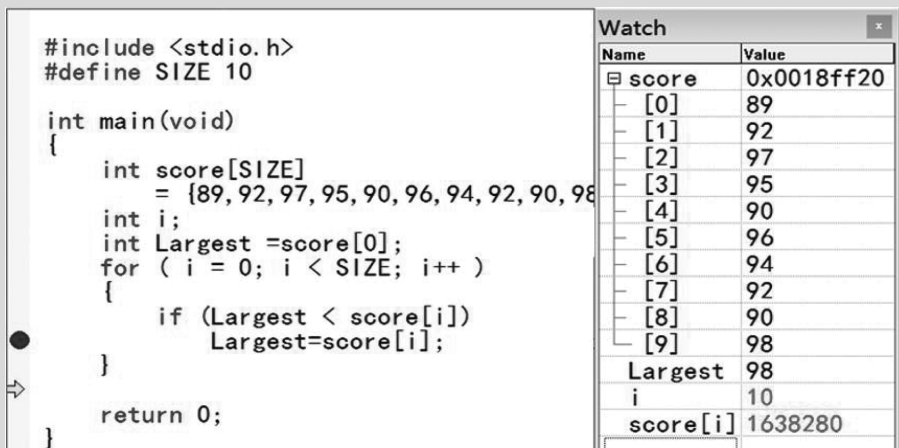 #include <stdio.h>
#define SIZE 10
int main(void)
{
int score[SIZE]
= {89,92,97,95,90,96,94,92,90,98
int i;
int Largest =score[0];
for ( i = 0; i < SIZE; i++ )
{
if (Largest < score[i])
Largest=score[i];
}
return 0;
}
Watch
Name Value
score 0x0018ff20
[0] 89
[1] 92
[2] 97
[3] 95
[4] 90
[5] 96
[6] 94
[7] 92
[8] 90
[9] 98
Largest 98
i 10
score[i] 1638280